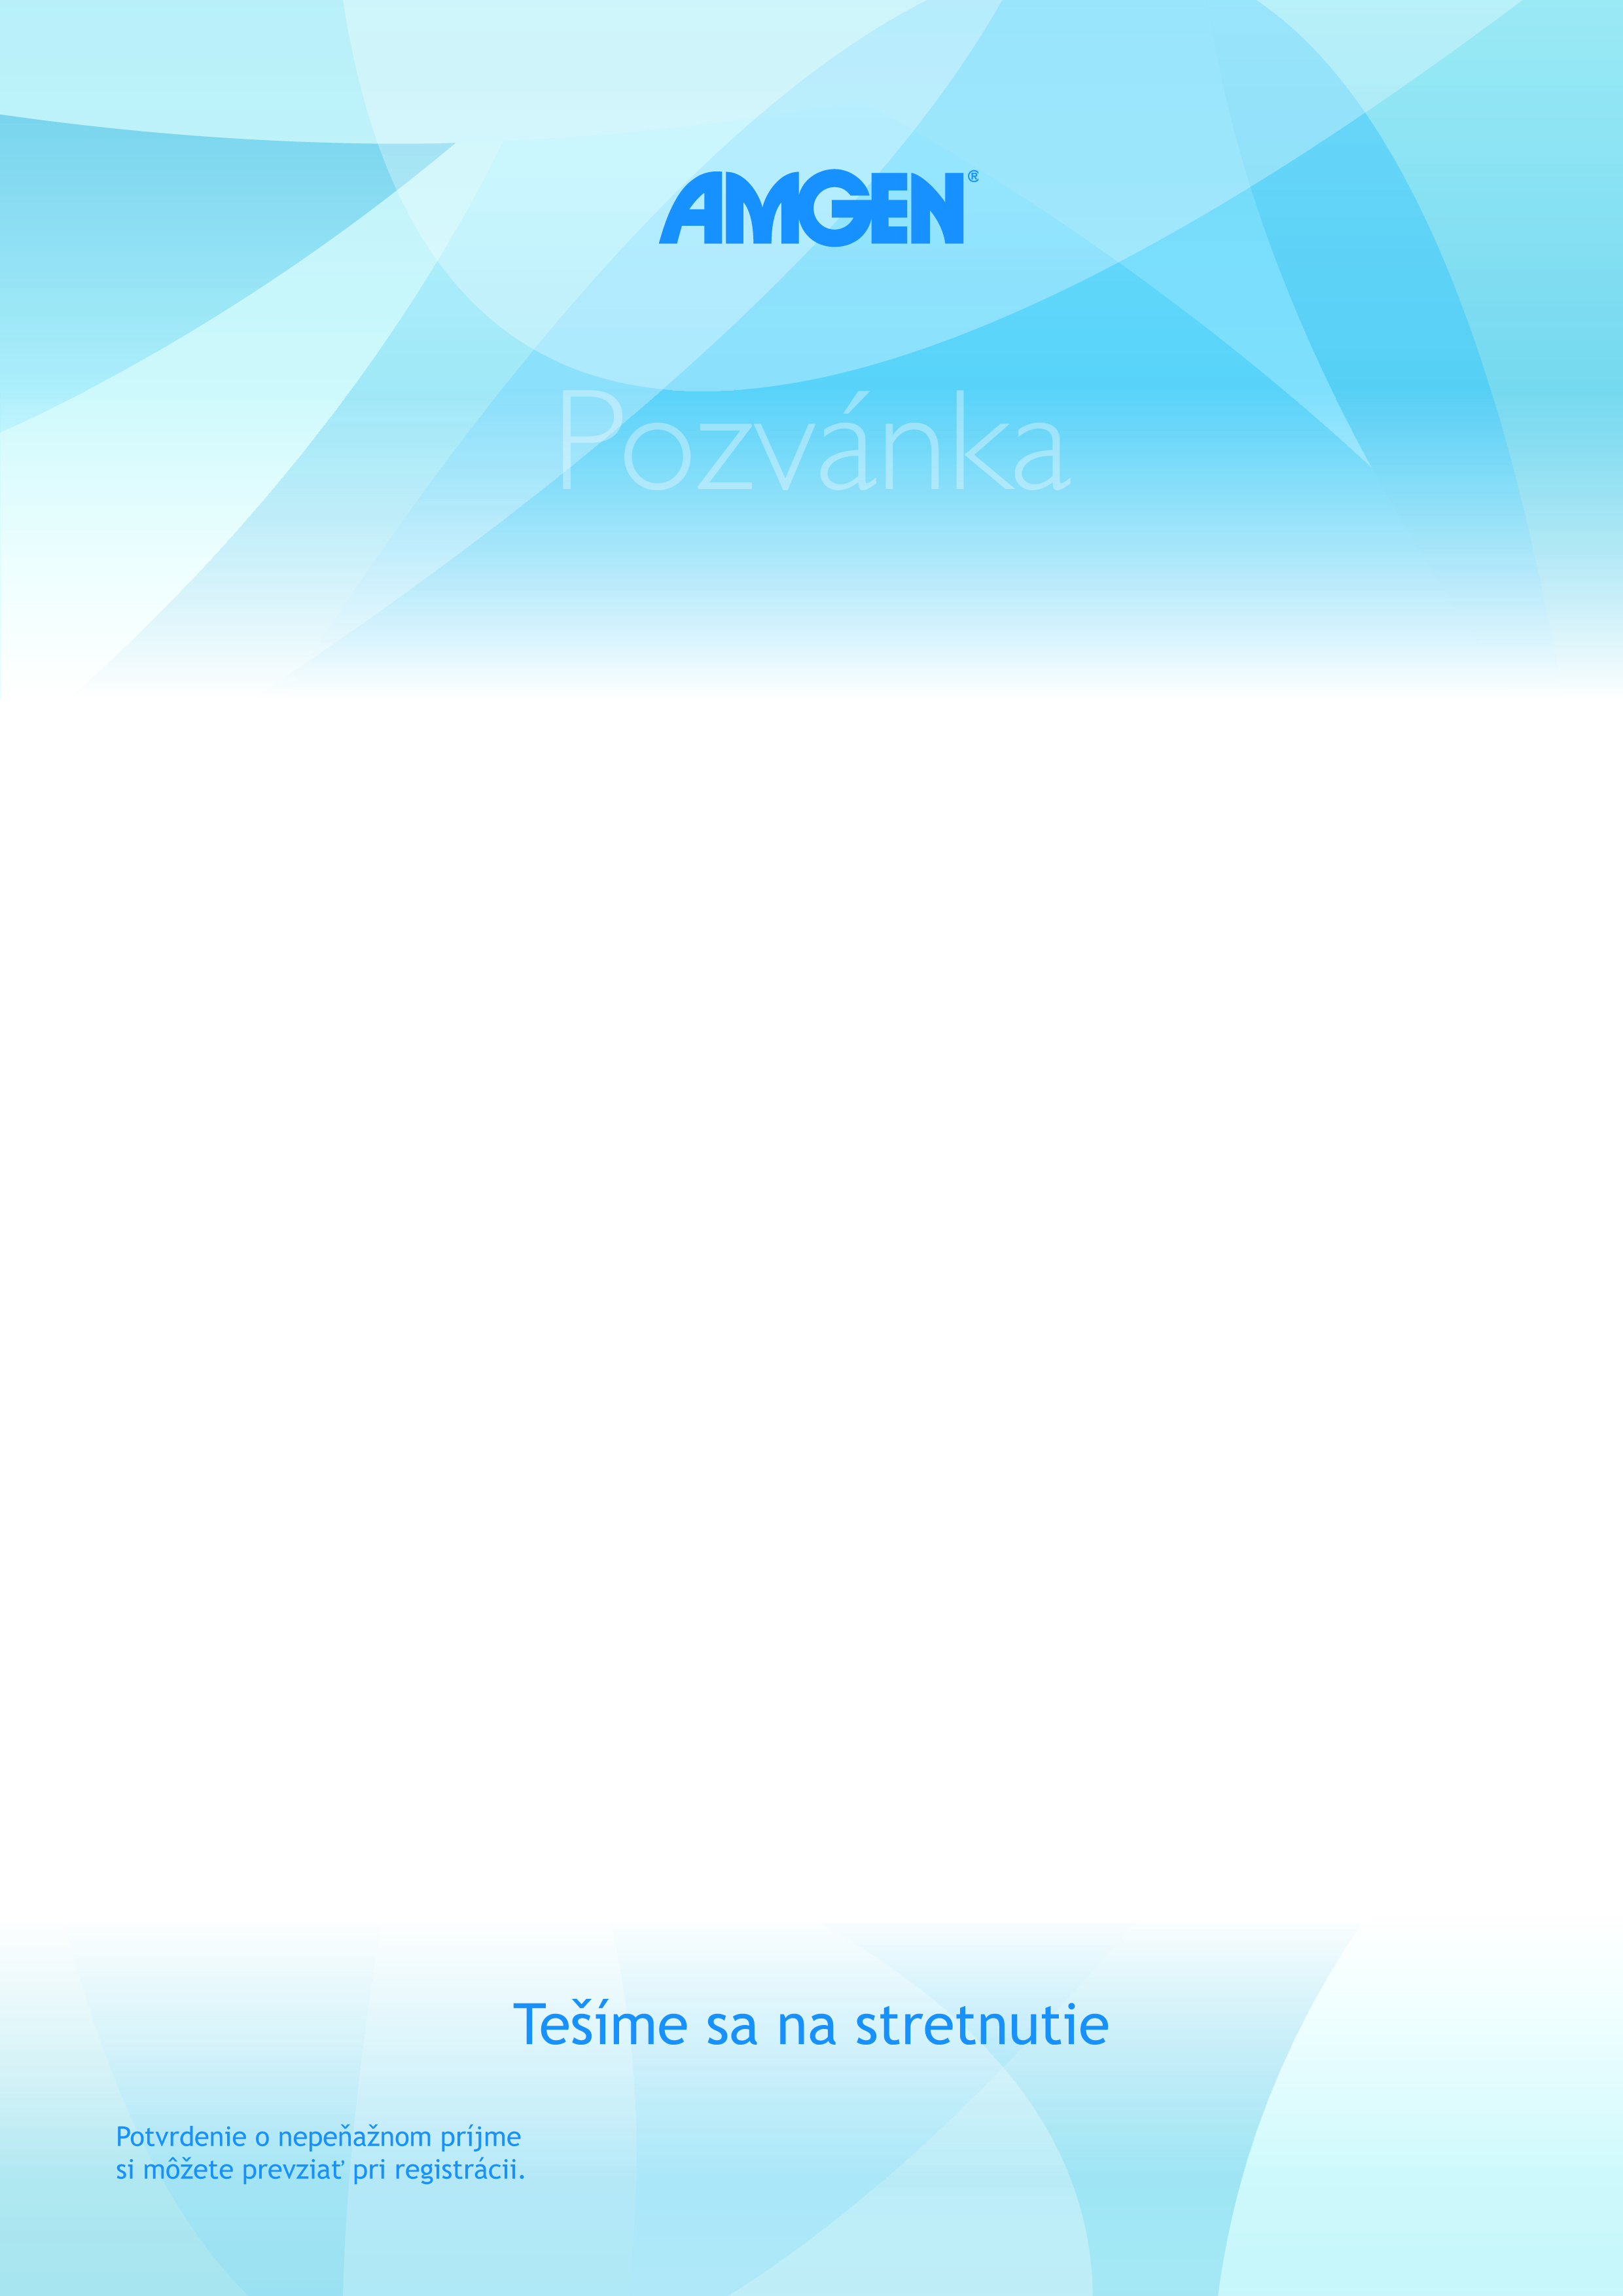 AMGEN®
Pozvánka
Tešíme sa na stretnutie
Potvrdenie o nepeňažnom príjme
si môžete prevziať pri registrácii.